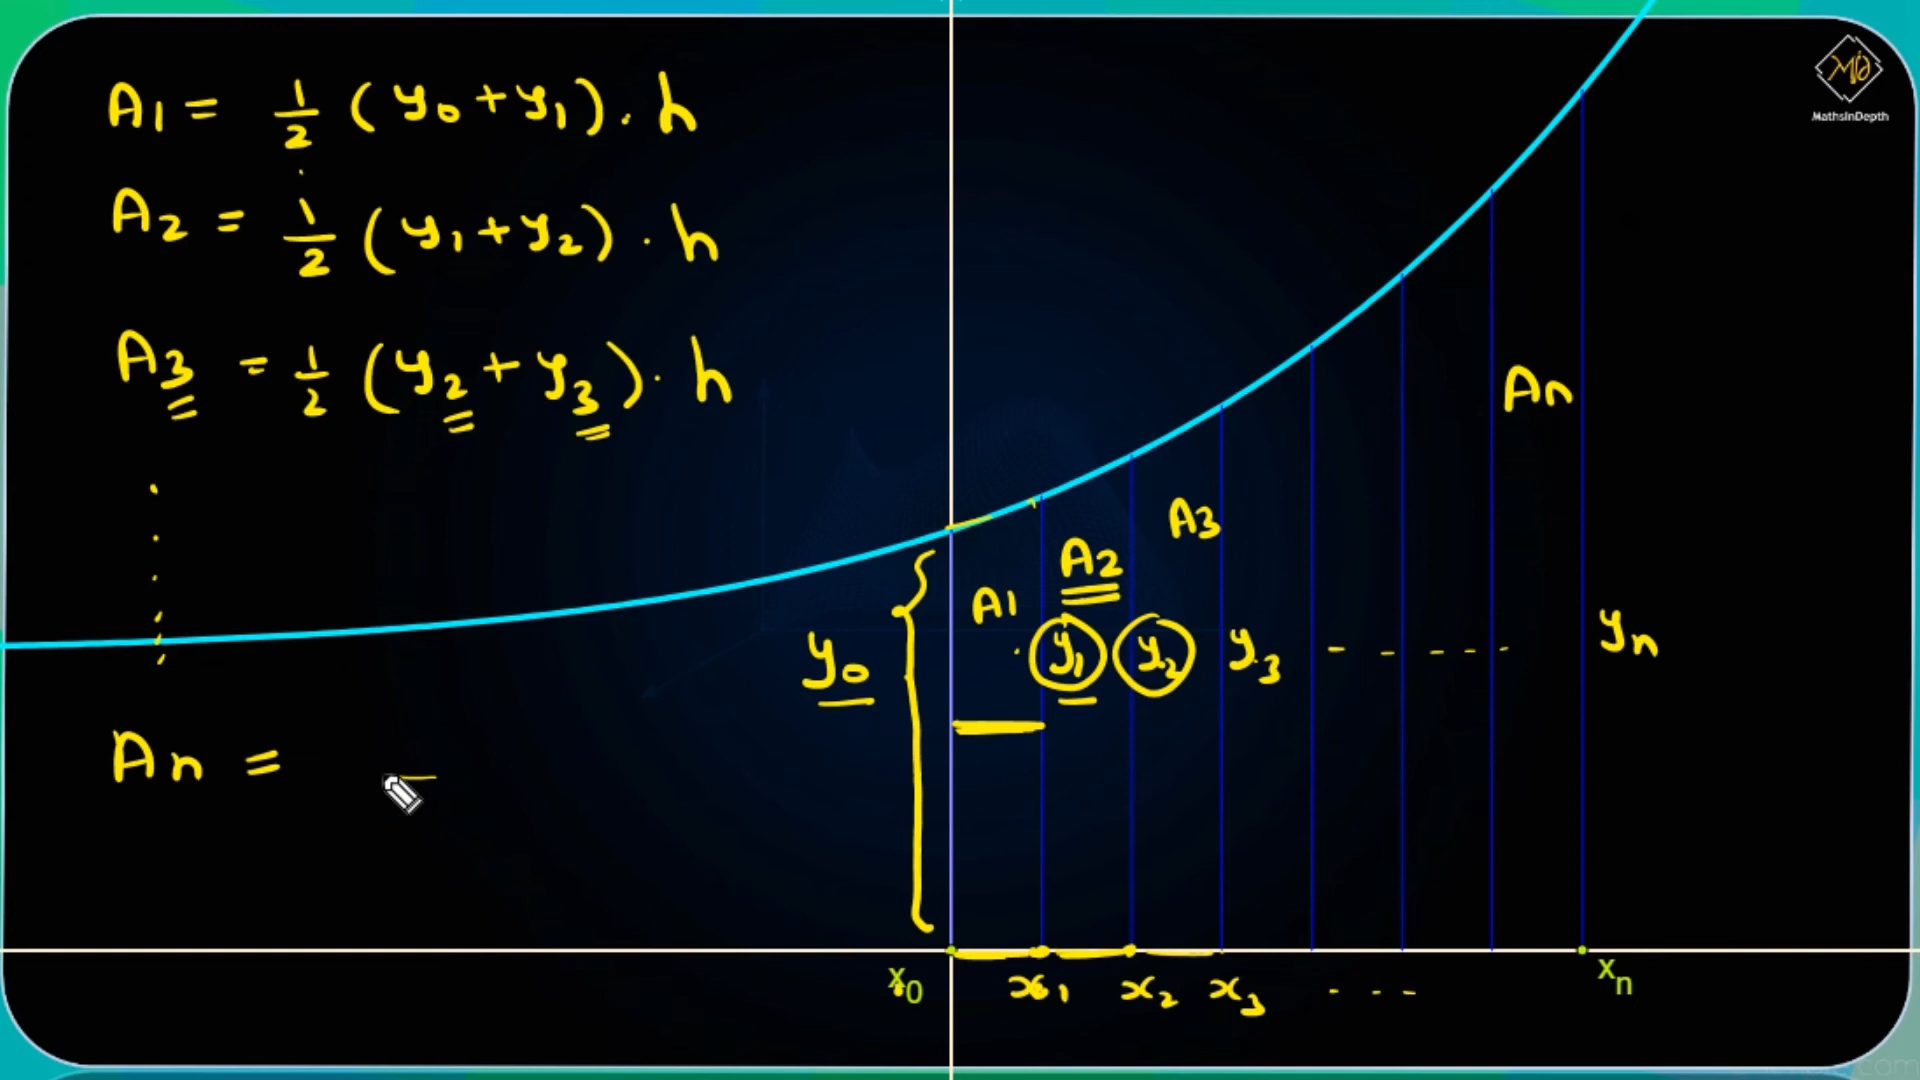 A1 = 1/2 (y0 + y1) . h
A2 = 1/2 (y1 + y2) . h
A3 = 1/2 (y2 + y3) . h
An =
MathsInDepth
An
A3
A2
A1
y0 y1 y2 y3 - - - - - yn
x0 x1 x2 x3 - - - xn